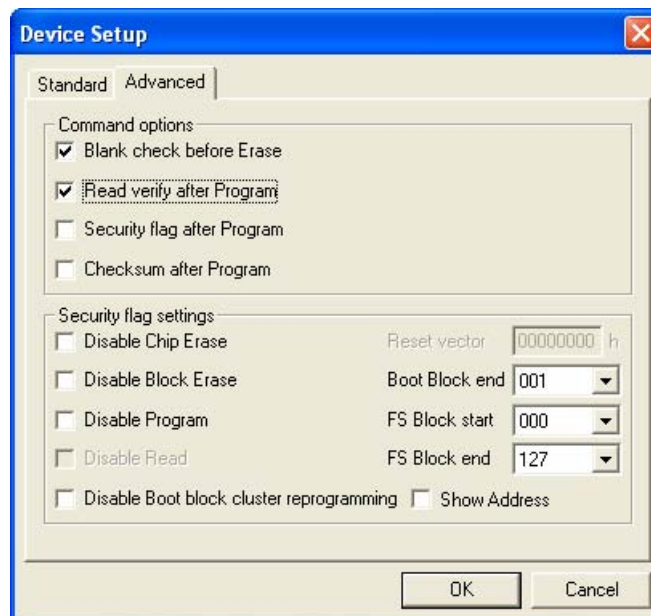 Device Setup
Standard Advanced
Command options
Blank check before Erase
Read verify after Program
Security flag after Program
Checksum after Program
Security flag settings
Disable Chip Erase Reset vector 00000000 h
Disable Block Erase Boot Block end 001
Disable Program FS Block start 000
Disable Read FS Block end 127
Disable Boot block cluster reprogramming Show Address
OK Cancel